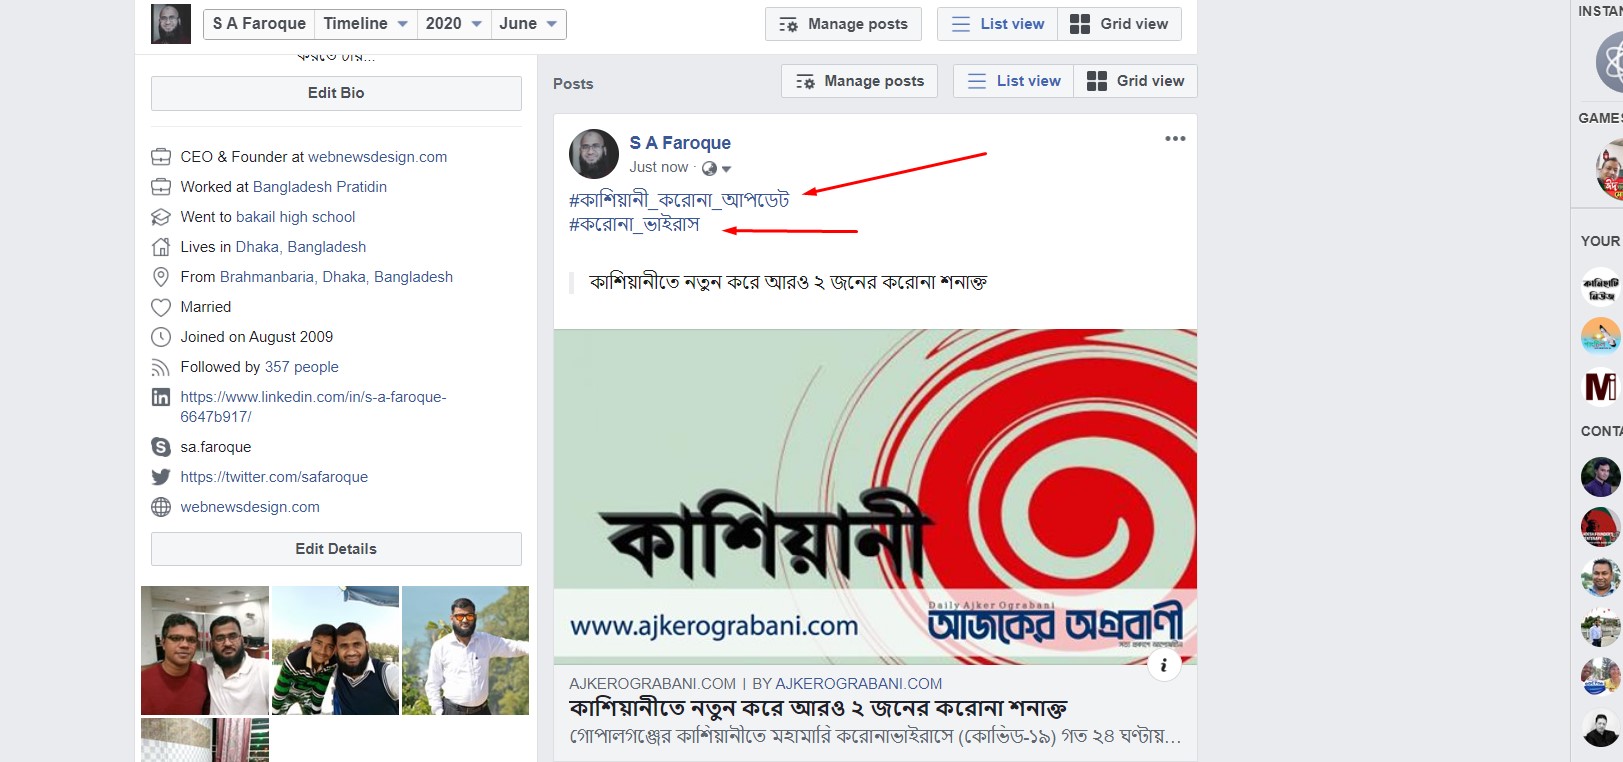 S A Faroque Timeline 2020 June
Manage posts List view Grid view
করতে চায়...
Edit Bio
CEO & Founder at webnewsdesign.com
Worked at Bangladesh Pratidin
Went to bakail high school
Lives in Dhaka, Bangladesh
From Brahmanbaria, Dhaka, Bangladesh
Married
Joined on August 2009
Followed by 357 people
https://www.linkedin.com/in/s-a-faroque-
6647b917/
sa.faroque
https://twitter.com/safaroque
webnewsdesign.com
Edit Details
Posts Manage posts List view Grid view
S A Faroque
Just now ·
#কাশিয়ানী_করোনা_আপডেট
#করোনা_ভাইরাস
কাশিয়ানীতে নতুন করে আরও ২ জনের করোনা শনাক্ত
কাশিয়ানী
Daily Ajker Ograbani
www.ajkerograbani.com আজকের অগ্রবাণী
AJKEROGRABANI.COM | BY AJKEROGRABANI.COM
কাশিয়ানীতে নতুন করে আরও ২ জনের করোনা শনাক্ত
গোপালগঞ্জের কাশিয়ানীতে মহামারি করোনাভাইরাসে (কোভিড-১৯) গত ২৪ ঘণ্টায়...
INSTAN
GAMES
YOUR
CONTA